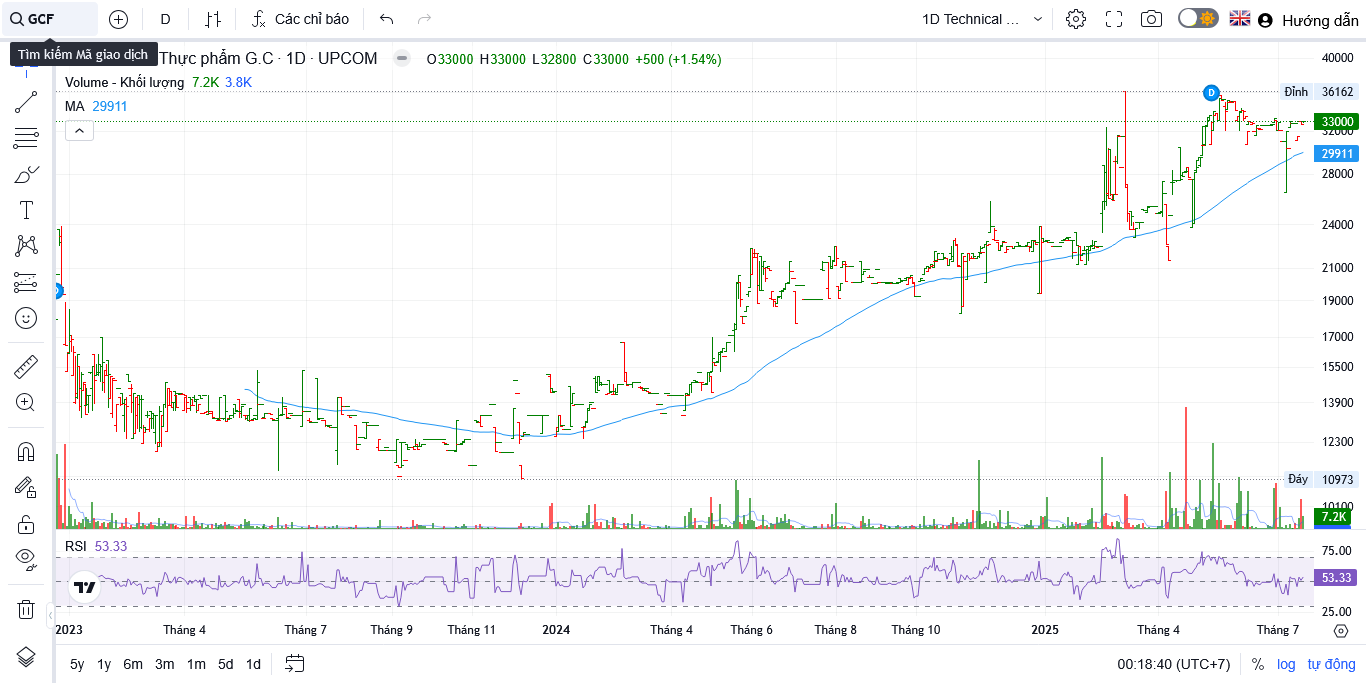 GCF D Các chỉ báo 1D Technical ... Hướng dẫn
Tìm kiếm Mã giao dịch
Thực phẩm G.C · 1D · UPCOM O33000 H33000 L32800 C33000 +500 (+1.54%)
Volume - Khối lượng 7.2K 3.8K
MA 29911
40000
Đỉnh 36162
33000
32000
29911
28000
24000
21000
19000
17000
15500
13900
12300
Đáy 10973
10100
7.2K
RSI 53.33
75.00
53.33
25.00
2023 Tháng 4 Tháng 7 Tháng 9 Tháng 11 2024 Tháng 4 Tháng 6 Tháng 8 Tháng 10 2025 Tháng 4 Tháng 7
5y 1y 6m 3m 1m 5d 1d 00:18:40 (UTC+7) % log tự động